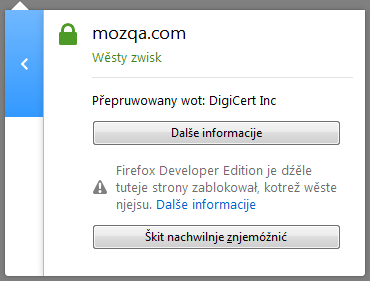 mozqa.com
Wěsty zwisk
Přepruwowany wot: DigiCert Inc
Dalše informacije
Firefox Developer Edition je dźěle
tuteje strony zablokował, kotrež wěste
njejsu. Dalše informacije
Škit nachwilnje znjemóžnić